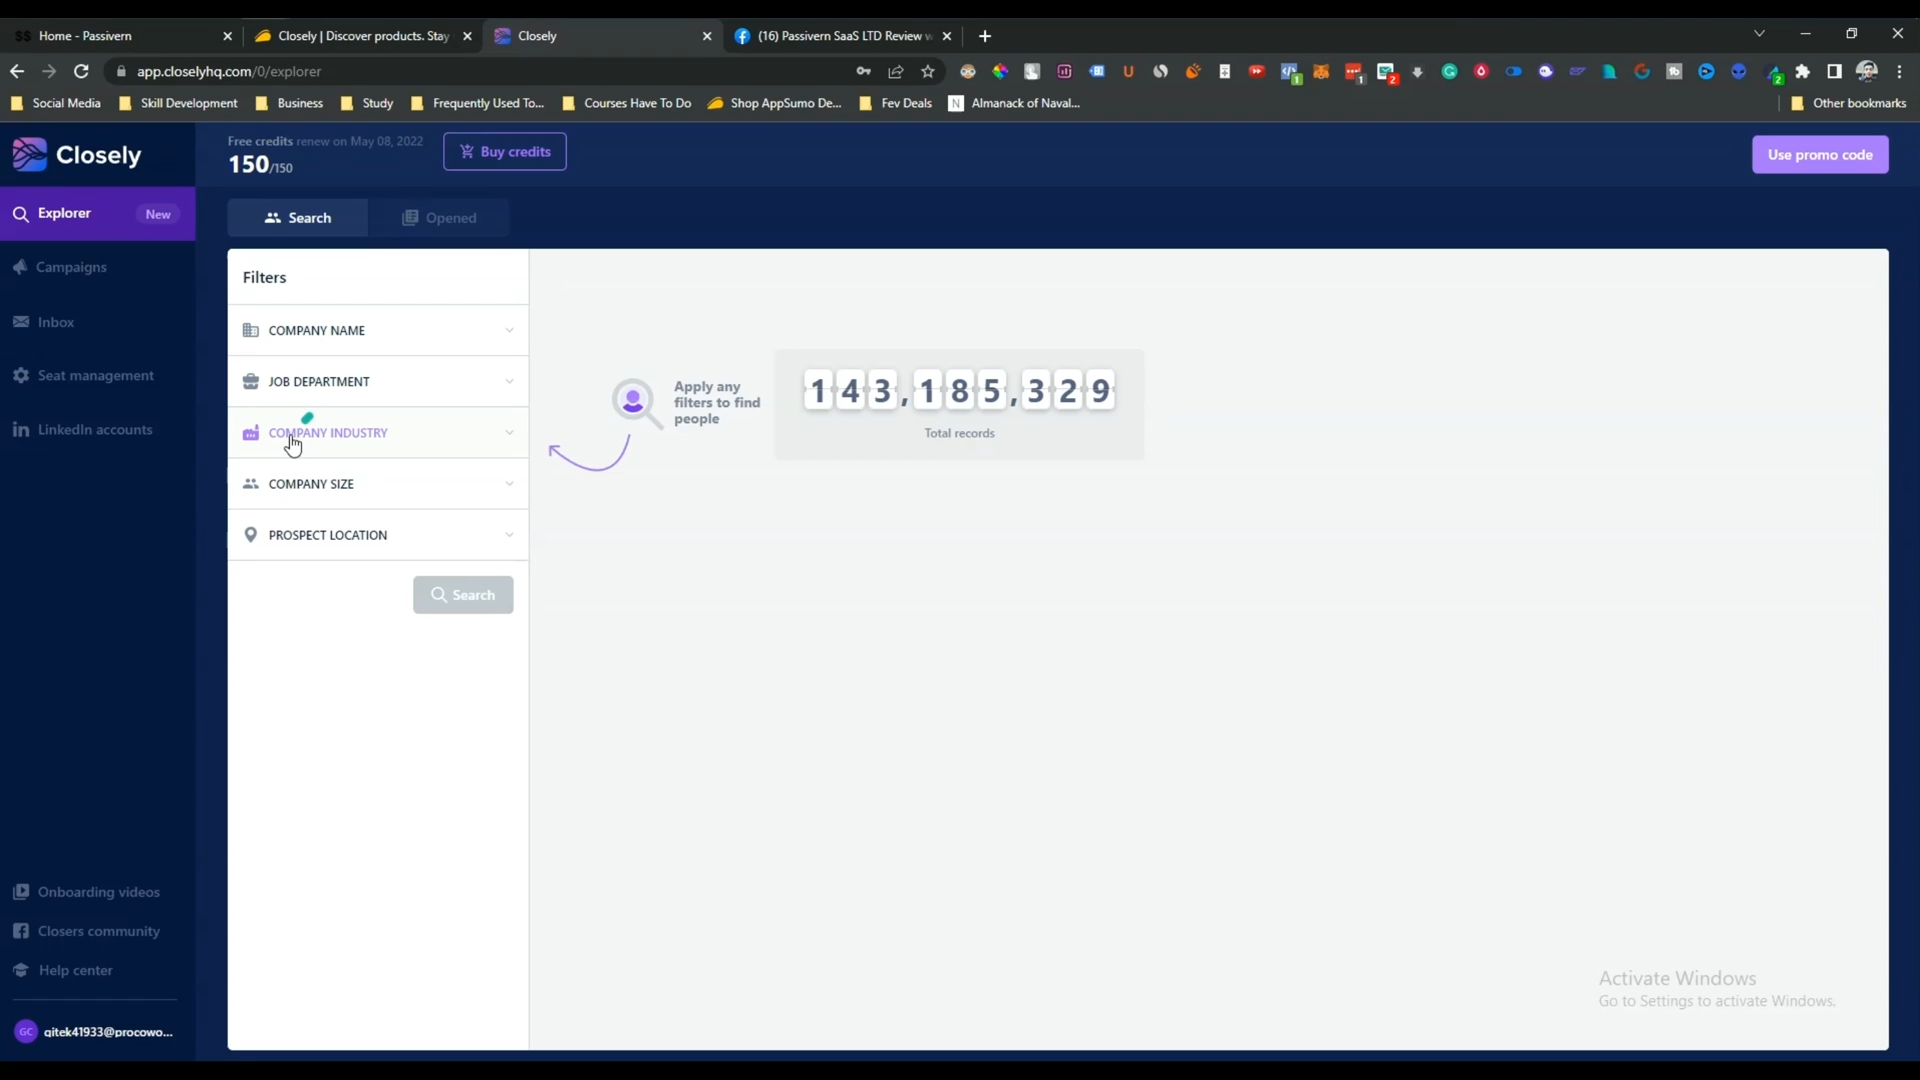 $$ Home - Passivern
Closely | Discover products. Stay
Closely
(16) Passivern SaaS LTD Review w
app.closelyhq.com/0/explorer
Social Media
Skill Development
Business
Study
Frequently Used To...
Courses Have To Do
Shop AppSumo De...
Fev Deals
Almanack of Naval...
Other bookmarks
Closely
Free credits renew on May 08, 2022
150/150
Buy credits
Use promo code
Explorer
New
Campaigns
Inbox
Seat management
LinkedIn accounts
Search
Opened
Filters
COMPANY NAME
JOB DEPARTMENT
COMPANY INDUSTRY
COMPANY SIZE
PROSPECT LOCATION
Search
Apply any
filters to find
people
143,185,329
Total records
Onboarding videos
Closers community
Help center
GC qitek41933@procowo...
Activate Windows
Go to Settings to activate Windows.